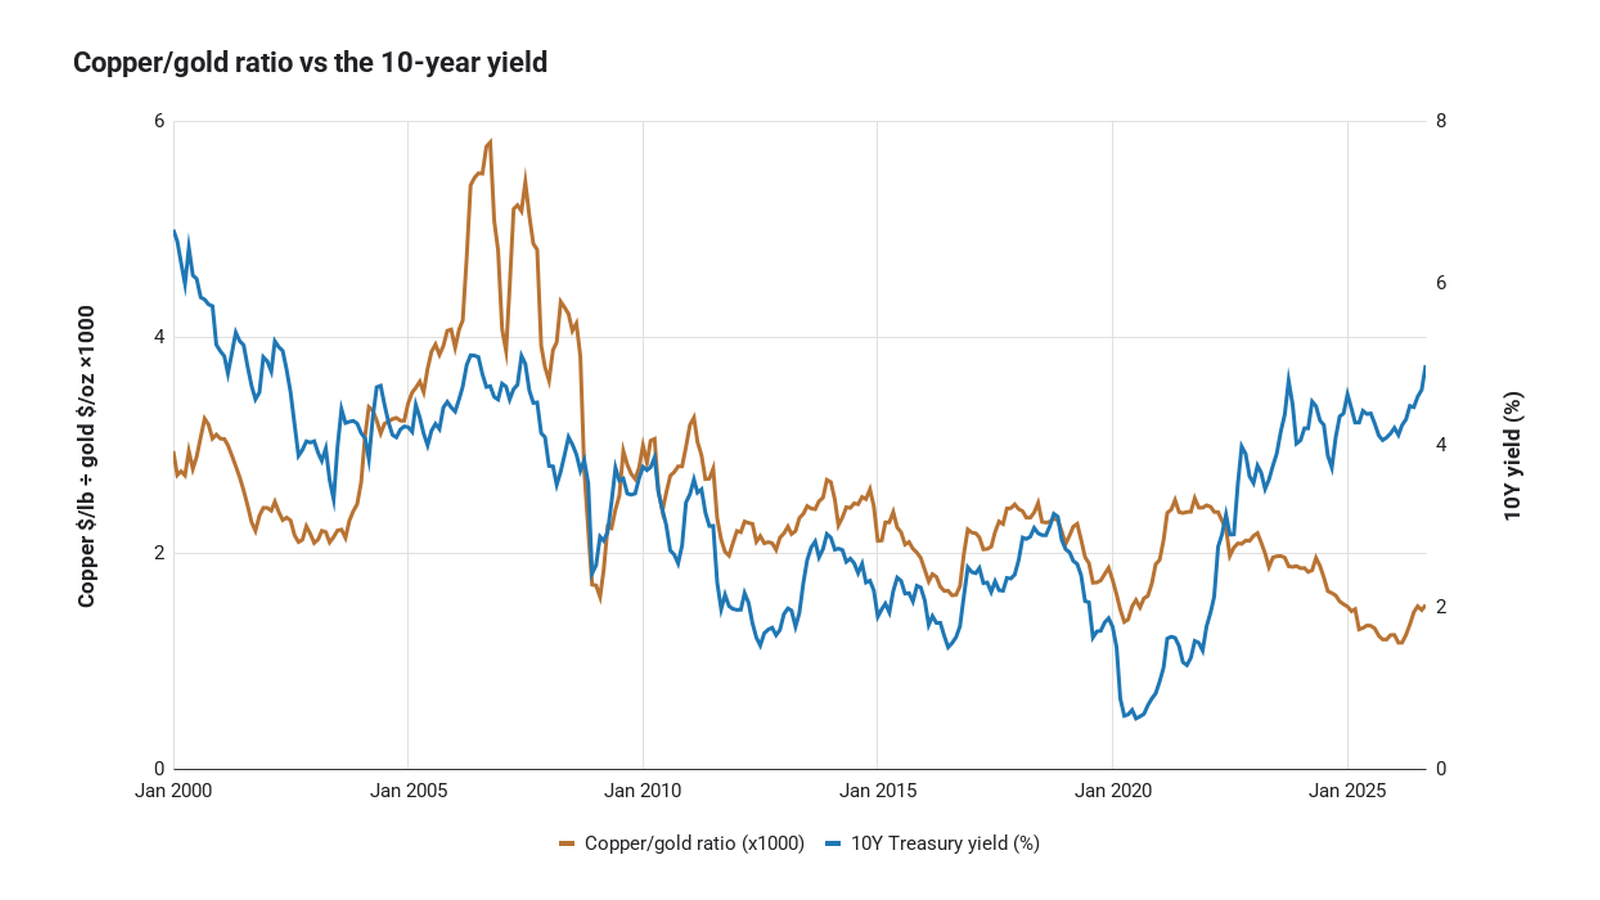 Copper/gold ratio vs the 10-year yield
6
4
2
0
Copper $/lb ÷ gold $/oz ×1000
8
6
4
2
0
10Y yield (%)
Jan 2000
Jan 2005
Jan 2010
Jan 2015
Jan 2020
Jan 2025
Copper/gold ratio (x1000)
10Y Treasury yield (%)